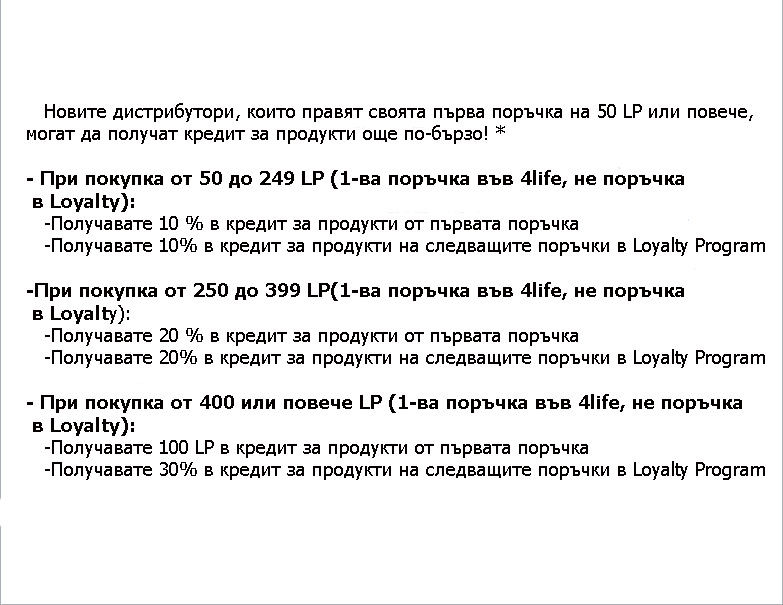 Новите дистрибутори, които правят своята първа поръчка на 50 LP или повече,
могат да получат кредит за продукти още по-бързо! *
- При покупка от 50 до 249 LP (1-ва поръчка във 4life, не поръчка
в Loyalty):
-Получавате 10 % в кредит за продукти от първата поръчка
-Получавате 10% в кредит за продукти на следващите поръчки в Loyalty Program
-При покупка от 250 до 399 LP(1-ва поръчка във 4life, не поръчка
в Loyalty):
-Получавате 20 % в кредит за продукти от първата поръчка
-Получавате 20% в кредит за продукти на следващите поръчки в Loyalty Program
- При покупка от 400 или повече LP (1-ва поръчка във 4life, не поръчка
в Loyalty):
-Получавате 100 LP в кредит за продукти от първата поръчка
-Получавате 30% в кредит за продукти на следващите поръчки в Loyalty Program